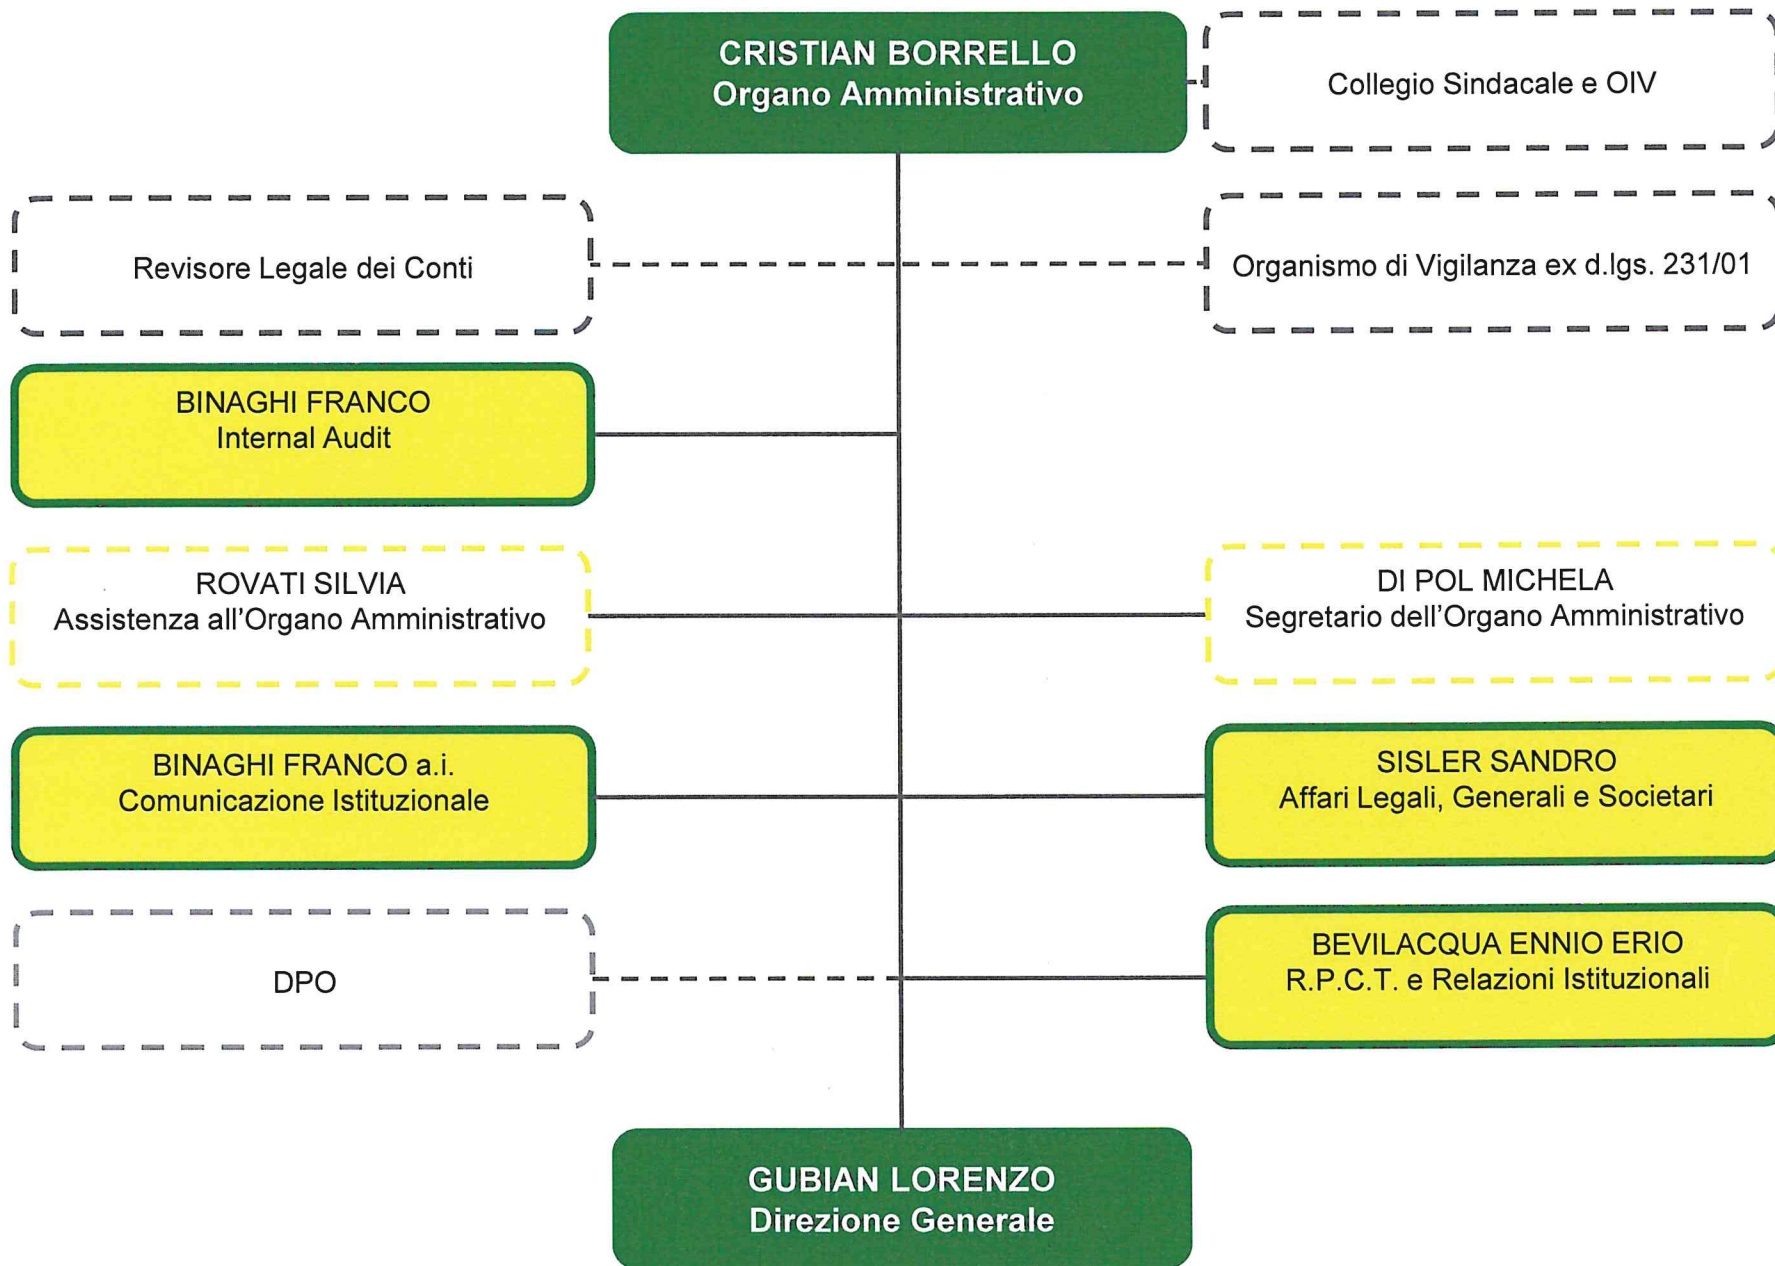 CRISTIAN BORRELLO
Organo Amministrativo
Collegio Sindacale e OIV
Revisore Legale dei Conti
Organismo di Vigilanza ex d.lgs. 231/01
BINAGHI FRANCO
Internal Audit
ROVATI SILVIA
Assistenza all'Organo Amministrativo
DI POL MICHELA
Segretario dell'Organo Amministrativo
BINAGHI FRANCO a.i.
Comunicazione Istituzionale
SISLER SANDRO
Affari Legali, Generali e Societari
DPO
BEVILACQUA ENNIO ERIO
R.P.C.T. e Relazioni Istituzionali
GUBIAN LORENZO
Direzione Generale